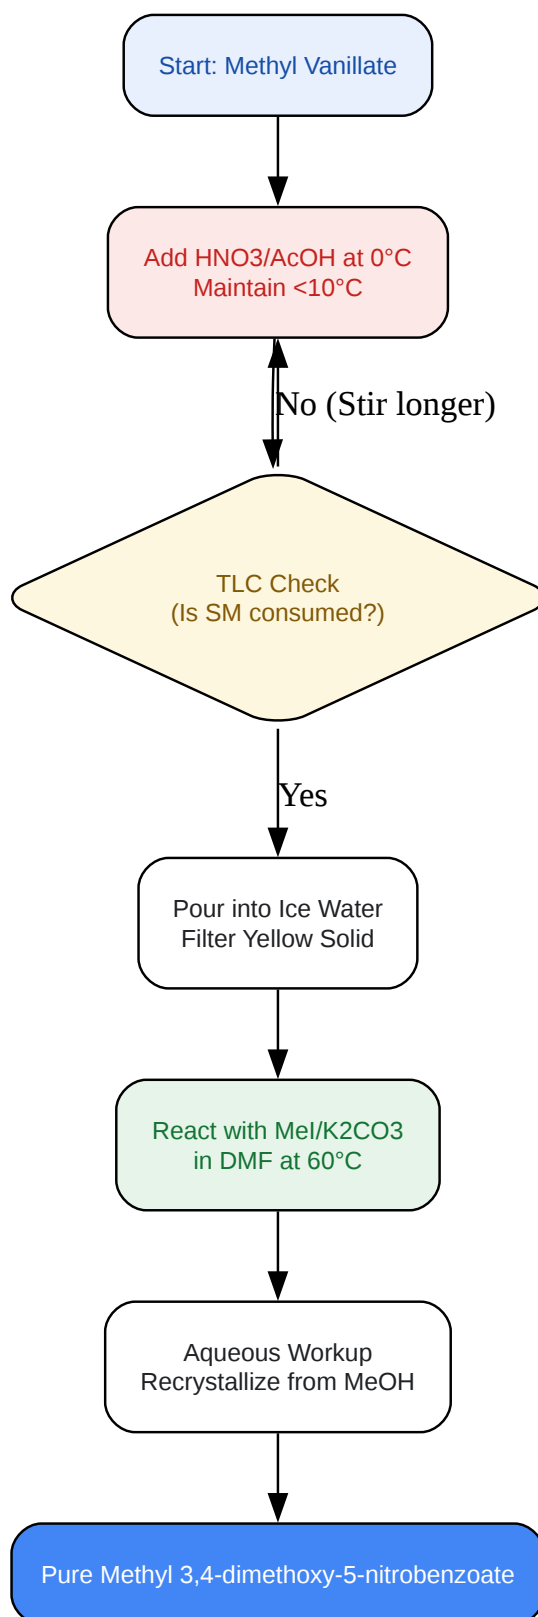 Start: Methyl Vanillate
Add HNO3/AcOH at 0°C
Maintain <10°C
No (Stir longer)
TLC Check
(Is SM consumed?)
Yes
Pour into Ice Water
Filter Yellow Solid
React with MeI/K2CO3
in DMF at 60°C
Aqueous Workup
Recrystallize from MeOH
Pure Methyl 3,4-dimethoxy-5-nitrobenzoate